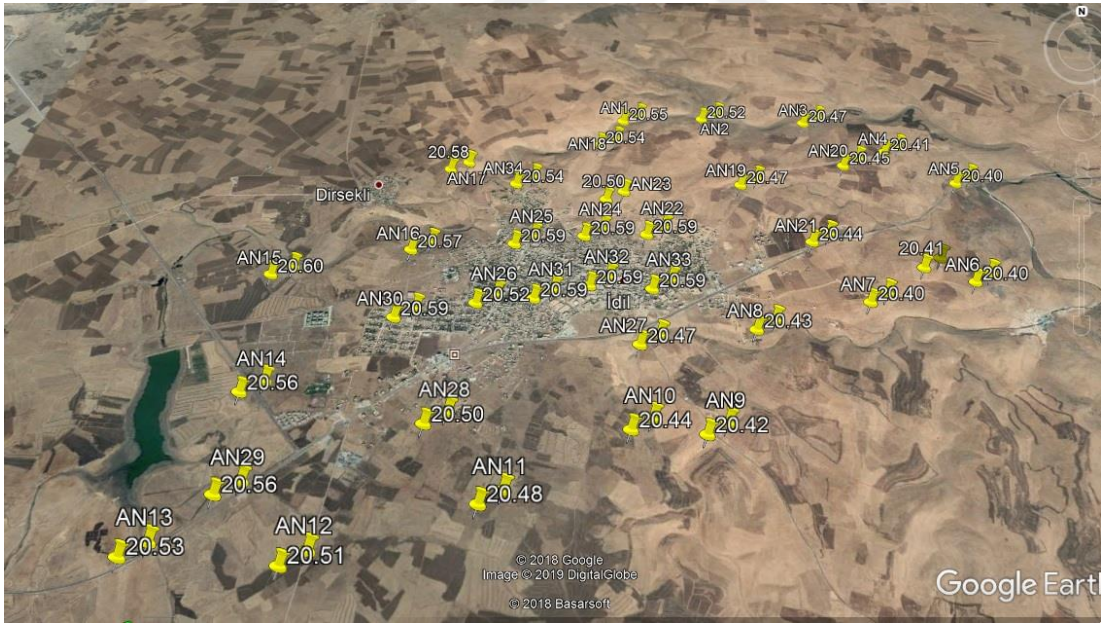 N
AN1 20.55
20.52
AN2
AN3 20.47
AN18 20.54
AN4 20.41
AN20 20.45
20.58
AN17
AN34 20.54
AN19 20.47
AN5 20.40
Dirsekli
20.50 AN23
AN24 20.59
AN22 20.59
AN25 20.59
AN16 20.57
AN21 20.44
20.41
AN15 20.60
AN6 20.40
AN26 20.52
AN31 20.59
AN32 20.59
AN33 20.59
AN7 20.40
İdil
AN30 20.59
AN8 20.43
AN27 20.47
AN14 20.56
AN28 20.50
AN10 20.44
AN9 20.42
AN29 20.56
AN11 20.48
AN13 20.53
AN12 20.51
© 2018 Google
Image © 2019 DigitalGlobe
© 2018 Basarsoft
Google Earth